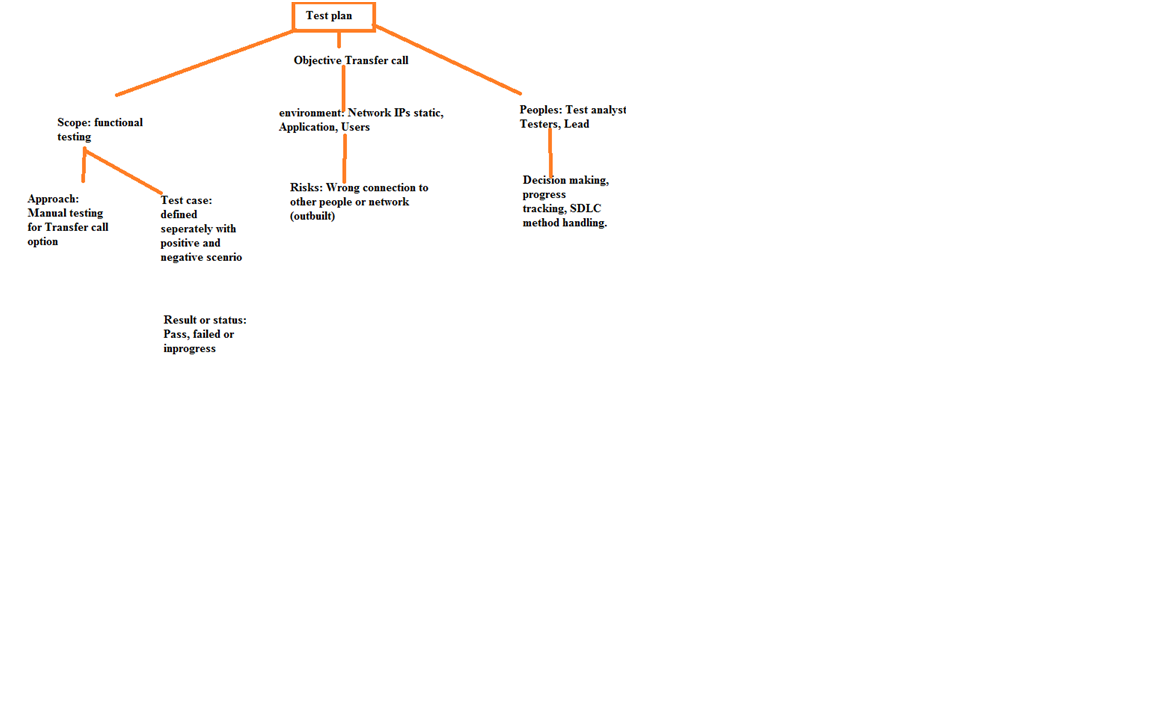 Test plan
Objective Transfer call
Scope: functional
testing
environment: Network IPs static,
Application, Users
Peoples: Test analyst
Testers, Lead
Approach:
Manual testing
for Transfer call
option
Test case:
defined
seperately with
positive and
negative scenrio
Risks: Wrong connection to
other people or network
(outbuilt)
Decision making,
progress
tracking, SDLC
method handling.
Result or status:
Pass, failed or
inprogress